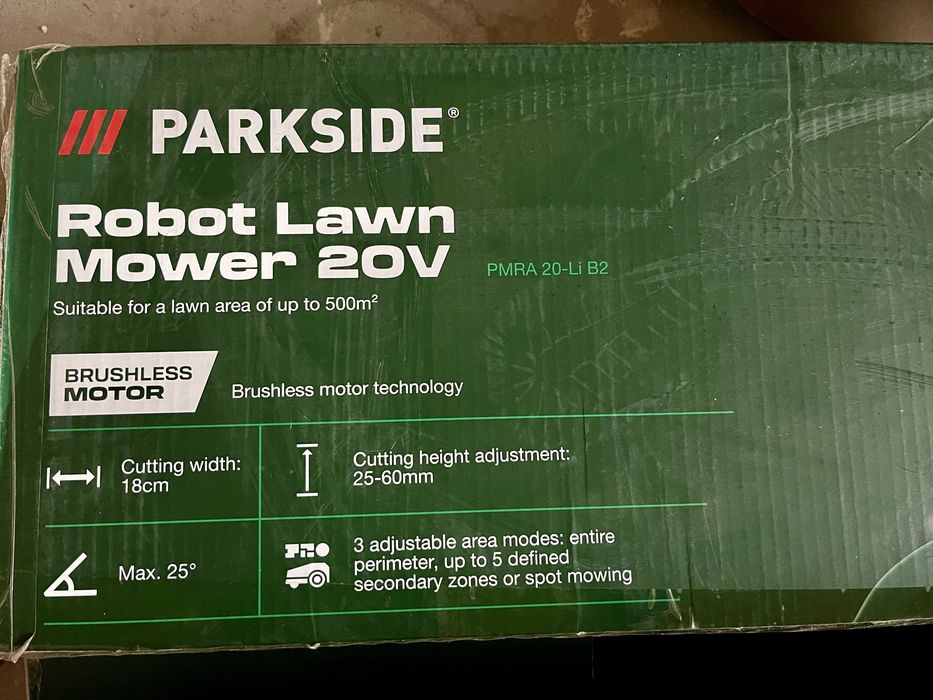 PARKSIDE®
Robot Lawn
Mower 20V
PMRA 20-Li B2
Suitable for a lawn area of up to 500m²
BRUSHLESS
MOTOR
Brushless motor technology
Cutting width:
18cm
Cutting height adjustment:
25-60mm
Max. 25°
3 adjustable area modes: entire
perimeter, up to 5 defined
secondary zones or spot mowing